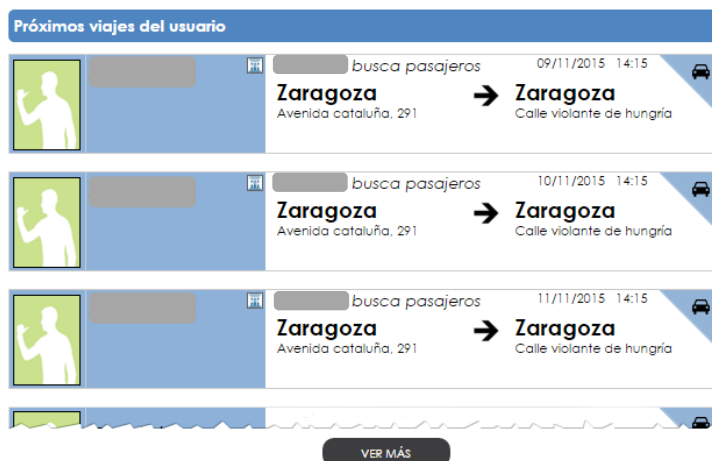 Próximos viajes del usuario
busca pasajeros 09/11/2015 14:15
Zaragoza Zaragoza
Avenida cataluña, 291 Calle violante de hungría
busca pasajeros 10/11/2015 14:15
Zaragoza Zaragoza
Avenida cataluña, 291 Calle violante de hungría
busca pasajeros 11/11/2015 14:15
Zaragoza Zaragoza
Avenida cataluña, 291 Calle violante de hungría
VER MÁS